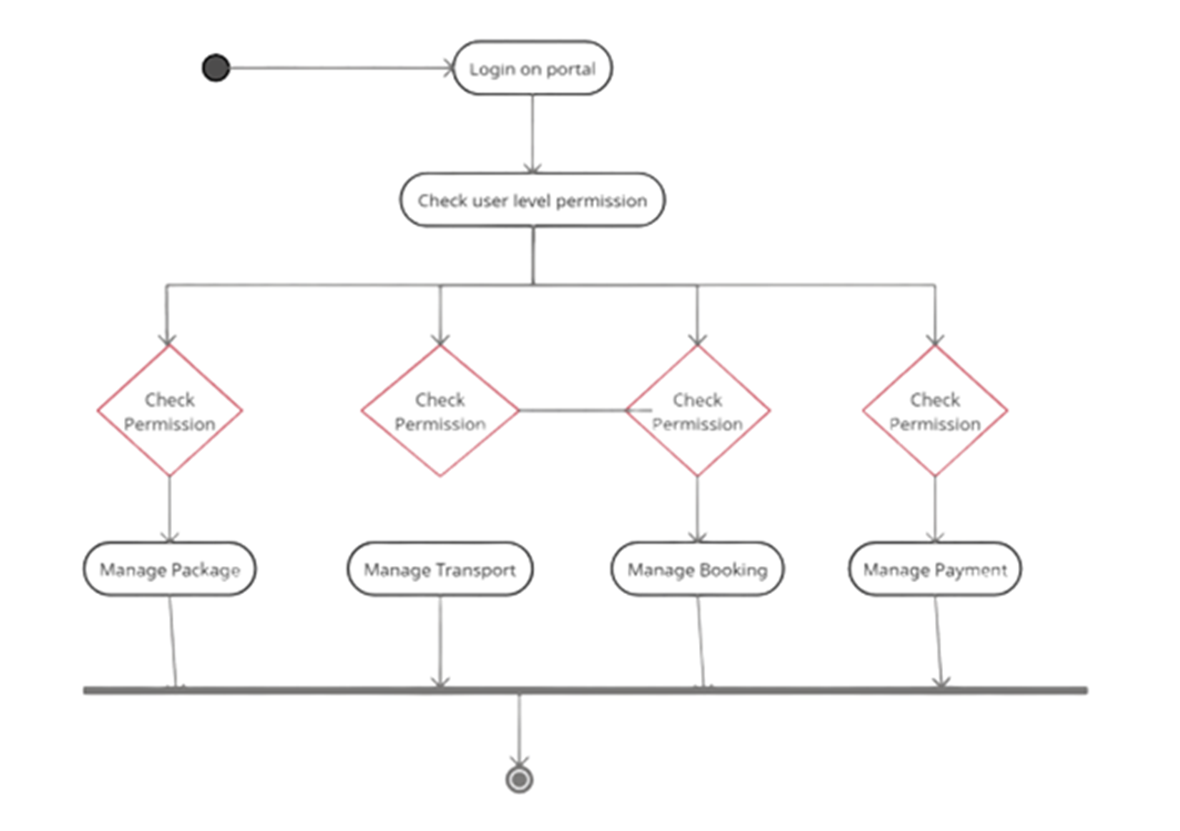 Login on portal
Check user level permission
Check
Permission
Check
Permission
Check
Permission
Check
Permission
Manage Package
Manage Transport
Manage Booking
Manage Payment